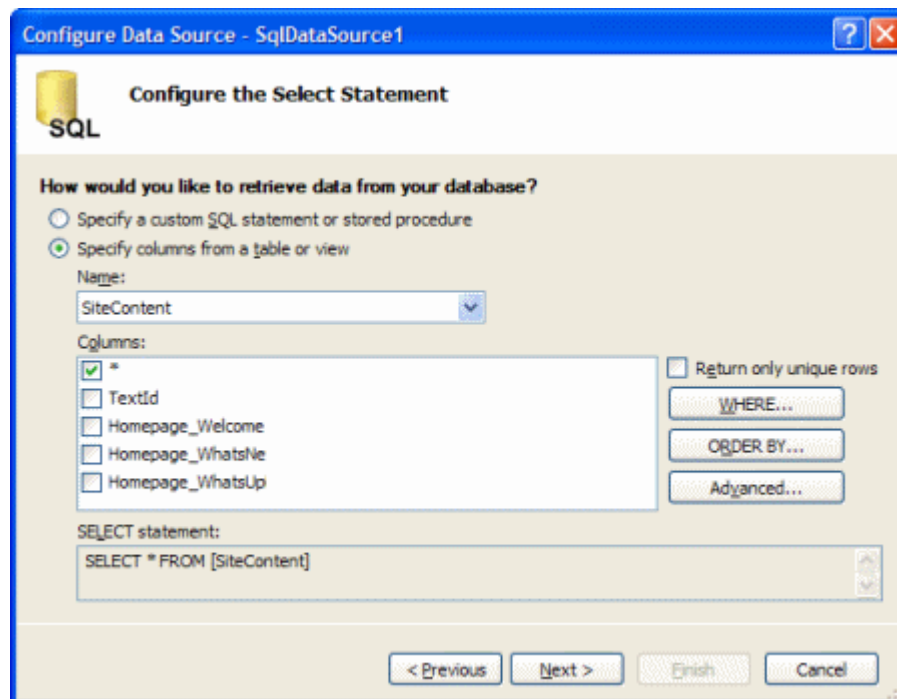 Configure Data Source - SqlDataSource1
SQL
Configure the Select Statement
How would you like to retrieve data from your database?
Specify a custom SQL statement or stored procedure
Specify columns from a table or view
Name:
SiteContent
Columns:
*
Return only unique rows
TextId
WHERE...
Homepage_Welcome
ORDER BY...
Homepage_WhatsNe
Homepage_WhatsUp
Advanced...
SELECT statement:
SELECT * FROM [SiteContent]
< Previous
Next >
Finish
Cancel